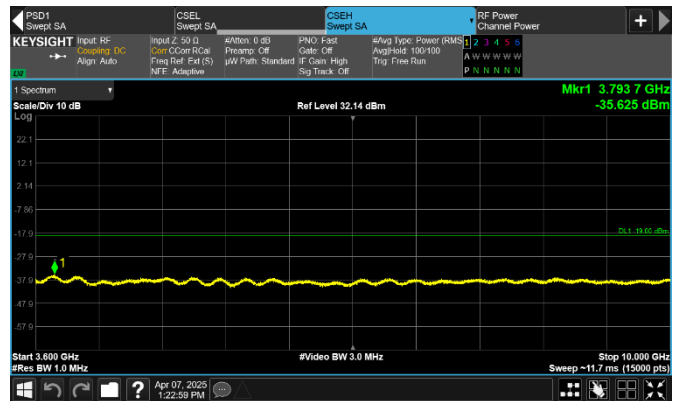 PSD1 CSEL CSEH RF Power
Swept SA Swept SA Swept SA Channel Power
KEYSIGHT Input: RF Input Z: 50 Ω #Atten: 0 dB PNO: Fast #Avg Type: Power (RMS) 1 2 3 4 5 6
Coupling: DC Corr CCorr RCal Preamp: Off Gate: Off Avg|Hold: 100/100 A W W W W W
Align: Auto Freq Ref: Ext (S) µW Path: Standard IF Gain: High Trig: Free Run P N N N N N
LXI NFE: Adaptive Sig Track: Off
1 Spectrum Mkr1 3.793 7 GHz
Scale/Div 10 dB Ref Level 32.14 dBm -35.625 dBm
Log
22.1
12.1
2.14
-7.86
-17.9 DL1 -19.00 dBm
-27.9
1
-37.9
-47.9
-57.9
Start 3.600 GHz #Video BW 3.0 MHz Stop 10.000 GHz
#Res BW 1.0 MHz Sweep ~11.7 ms (15000 pts)
? Apr 07, 2025
1:22:59 PM